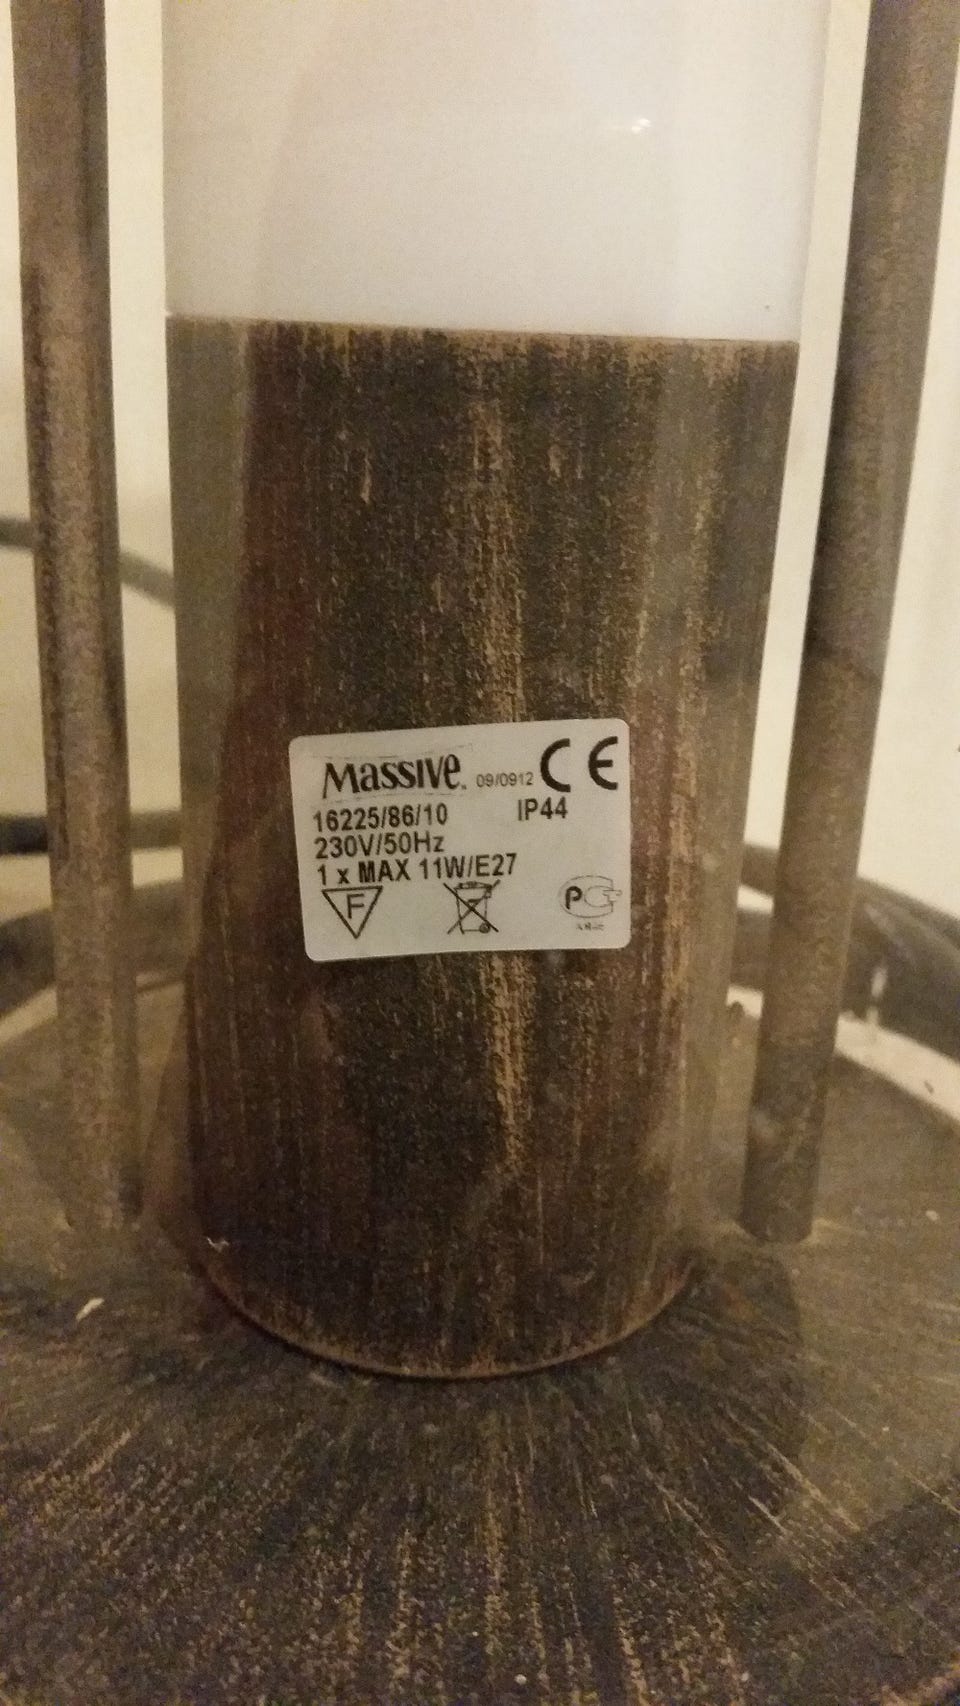 Massive. 09/0912 CE
16225/86/10 IP44
230V/50Hz
1 x MAX 11W/E27
F